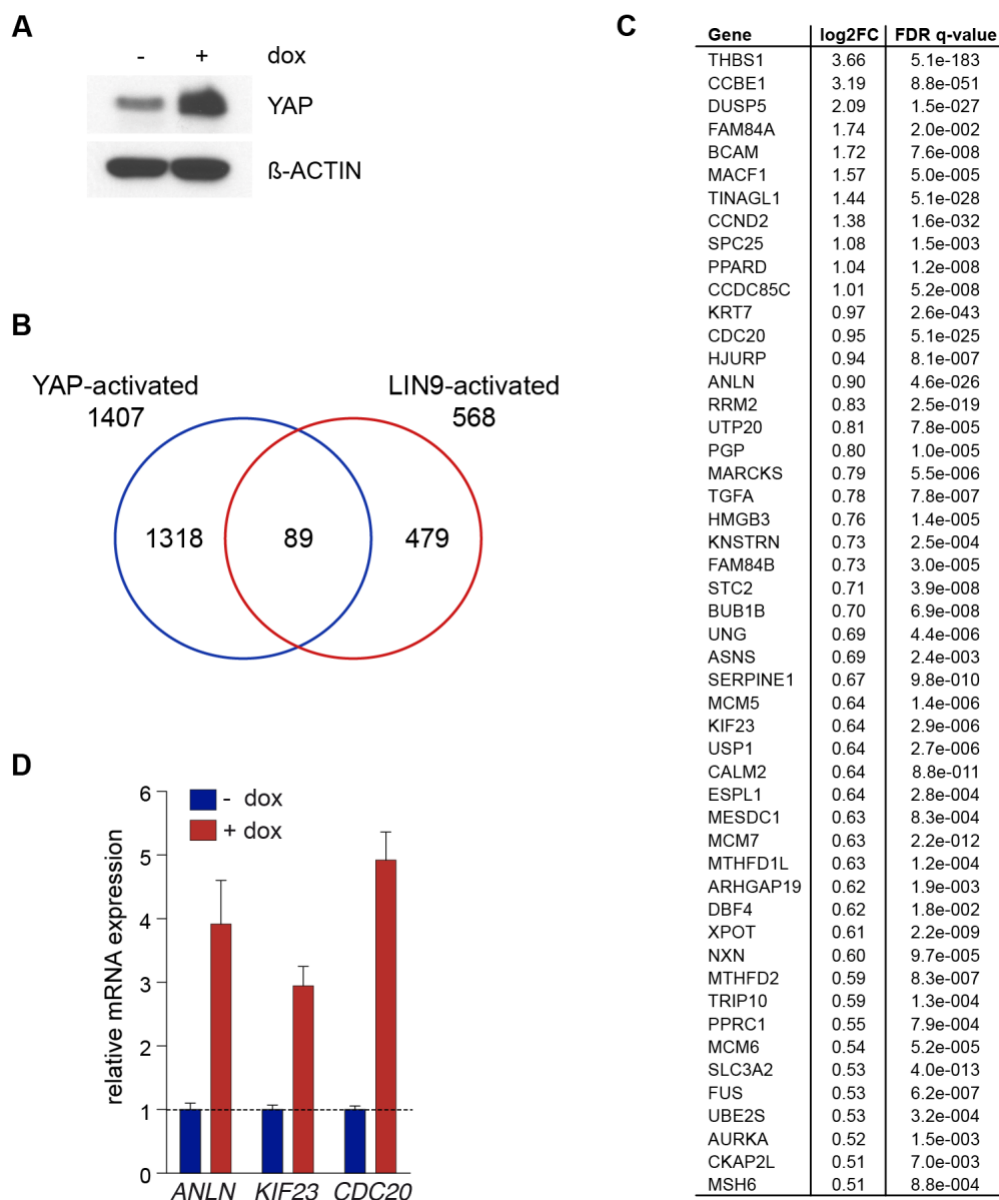 A
- + dox
YAP
ß-ACTIN
B
YAP-activated
1407
LIN9-activated
568
1318 89 479
C
Gene log2FC FDR q-value
THBS1 3.66 5.1e-183
CCBE1 3.19 8.8e-051
DUSP5 2.09 1.5e-027
FAM84A 1.74 2.0e-002
BCAM 1.72 7.6e-008
MACF1 1.57 5.0e-005
TINAGL1 1.44 5.1e-028
CCND2 1.38 1.6e-032
SPC25 1.08 1.5e-003
PPARD 1.04 1.2e-008
CCDC85C 1.01 5.2e-008
KRT7 0.97 2.6e-043
CDC20 0.95 5.1e-025
HJURP 0.94 8.1e-007
ANLN 0.90 4.6e-026
RRM2 0.83 2.5e-019
UTP20 0.81 7.8e-005
PGP 0.80 1.0e-005
MARCKS 0.79 5.5e-006
TGFA 0.78 7.8e-007
HMGB3 0.76 1.4e-005
KNSTRN 0.73 2.5e-004
FAM84B 0.73 3.0e-005
STC2 0.71 3.9e-008
BUB1B 0.70 6.9e-008
UNG 0.69 4.4e-006
ASNS 0.69 2.4e-003
SERPINE1 0.67 9.8e-010
MCM5 0.64 1.4e-006
KIF23 0.64 2.9e-006
USP1 0.64 2.7e-006
CALM2 0.64 8.8e-011
ESPL1 0.64 2.8e-004
MESDC1 0.63 8.3e-004
MCM7 0.63 2.2e-012
MTHFD1L 0.63 1.2e-004
ARHGAP19 0.62 1.9e-003
DBF4 0.62 1.8e-002
XPOT 0.61 2.2e-009
NXN 0.60 9.7e-005
MTHFD2 0.59 8.3e-007
TRIP10 0.59 1.3e-004
PPRC1 0.55 7.9e-004
MCM6 0.54 5.2e-005
SLC3A2 0.53 4.0e-013
FUS 0.53 6.2e-007
UBE2S 0.53 3.2e-004
AURKA 0.52 1.5e-003
CKAP2L 0.51 7.0e-003
MSH6 0.51 8.8e-004
D
relative mRNA expression
6
5
4
3
2
1
0
- dox
+ dox
ANLN KIF23 CDC20